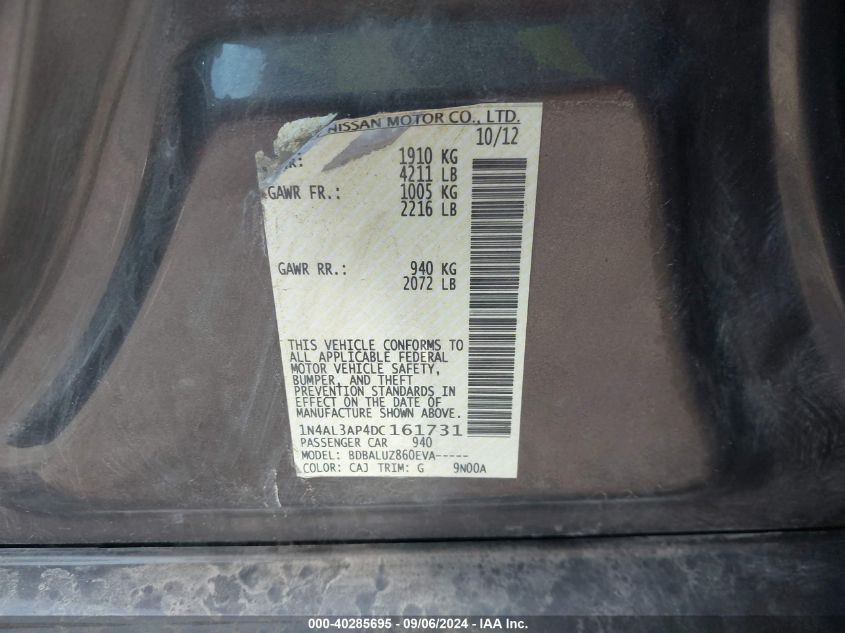 NISSAN MOTOR CO., LTD.
10/12
1910 KG
4211 LB
GAWR FR.: 1005 KG
2216 LB
GAWR RR.: 940 KG
2072 LB
THIS VEHICLE CONFORMS TO
ALL APPLICABLE FEDERAL
MOTOR VEHICLE SAFETY,
BUMPER, AND THEFT
PREVENTION STANDARDS IN
EFFECT ON THE DATE OF
MANUFACTURE SHOWN ABOVE.
1N4AL3AP4DC161731
PASSENGER CAR 940
MODEL: BDBALUZ860EVA-----
COLOR: CAJ TRIM: G 9N00A
000-40285695 - 09/06/2024 - IAA Inc.